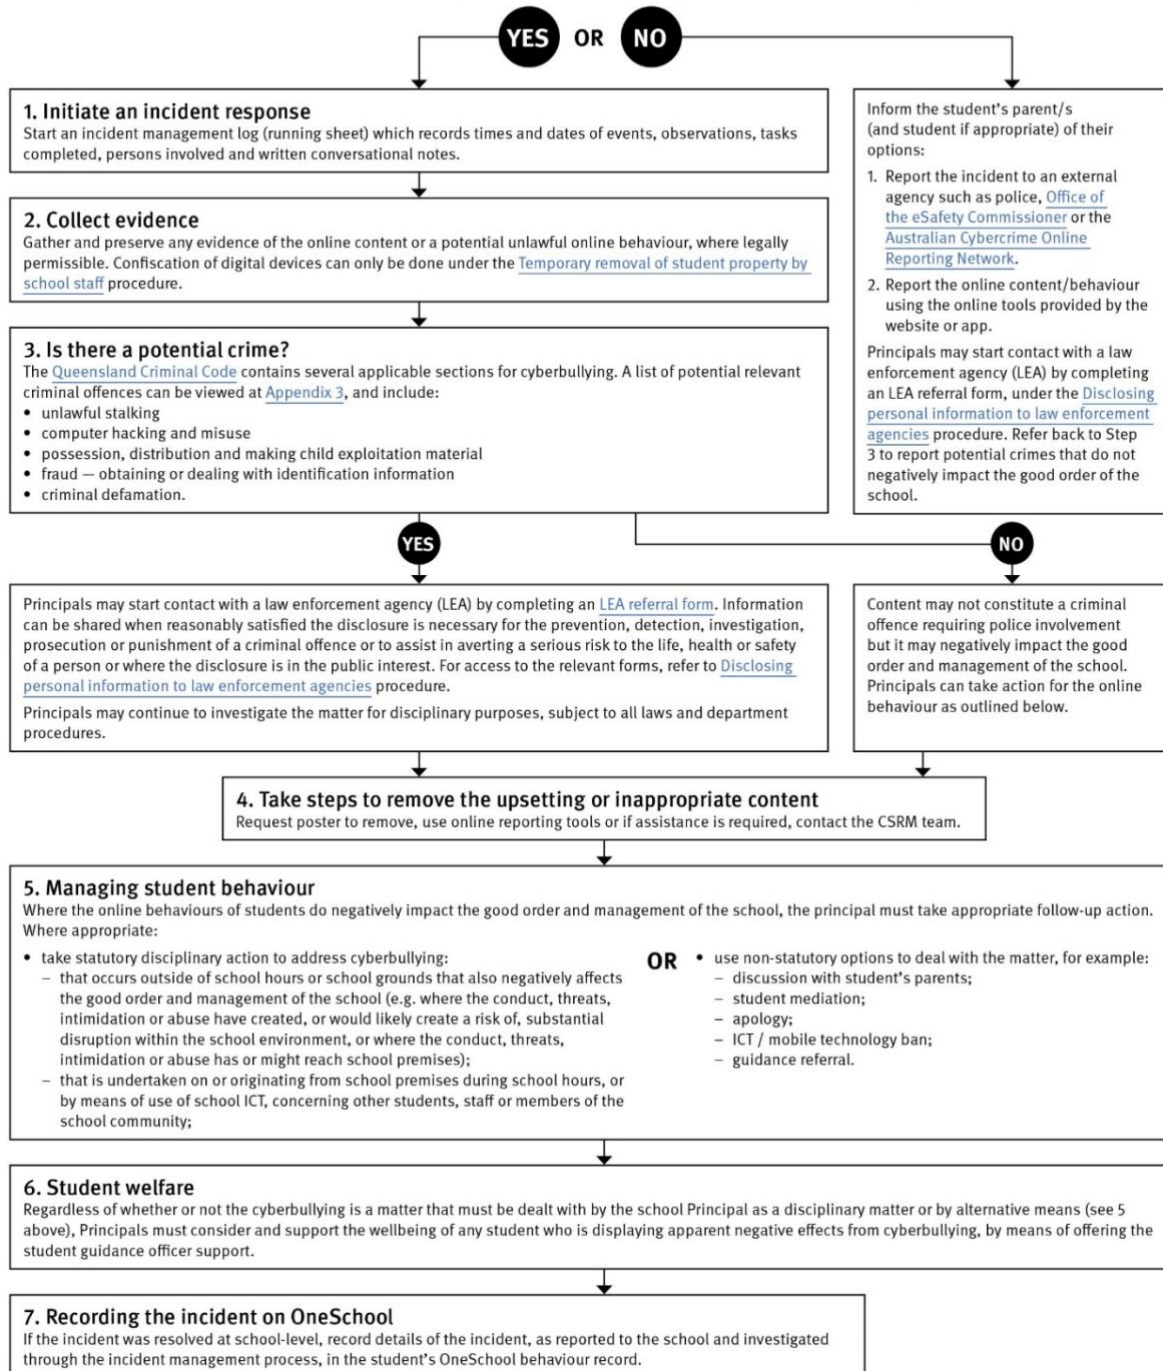 YES OR NO
1. Initiate an incident response
Start an incident management log (running sheet) which records times and dates of events, observations, tasks
completed, persons involved and written conversational notes.
2. Collect evidence
Gather and preserve any evidence of the online content or a potential unlawful online behaviour, where legally
permissible. Confiscation of digital devices can only be done under the Temporary removal of student property by
school staff procedure.
3. Is there a potential crime?
The Queensland Criminal Code contains several applicable sections for cyberbullying. A list of potential relevant
criminal offences can be viewed at Appendix 3, and include:
• unlawful stalking
• computer hacking and misuse
• possession, distribution and making child exploitation material
• fraud — obtaining or dealing with identification information
• criminal defamation.
Inform the student's parent/s
(and student if appropriate) of their
options:
1. Report the incident to an external
agency such as police, Office of
the eSafety Commissioner or the
Australian Cybercrime Online
Reporting Network.
2. Report the online content/behaviour
using the online tools provided by the
website or app.
Principals may start contact with a law
enforcement agency (LEA) by completing
an LEA referral form, under the Disclosing
personal information to law enforcement
agencies procedure. Refer back to Step
3 to report potential crimes that do not
negatively impact the good order of the
school.
YES
NO
Principals may start contact with a law enforcement agency (LEA) by completing an LEA referral form. Information
can be shared when reasonably satisfied the disclosure is necessary for the prevention, detection, investigation,
prosecution or punishment of a criminal offence or to assist in averting a serious risk to the life, health or safety
of a person or where the disclosure is in the public interest. For access to the relevant forms, refer to Disclosing
personal information to law enforcement agencies procedure.
Principals may continue to investigate the matter for disciplinary purposes, subject to all laws and department
procedures.
Content may not constitute a criminal
offence requiring police involvement
but it may negatively impact the good
order and management of the school.
Principals can take action for the online
behaviour as outlined below.
4. Take steps to remove the upsetting or inappropriate content
Request poster to remove, use online reporting tools or if assistance is required, contact the CSRM team.
5. Managing student behaviour
Where the online behaviours of students do negatively impact the good order and management of the school, the principal must take appropriate follow-up action.
Where appropriate:
• take statutory disciplinary action to address cyberbullying:
– that occurs outside of school hours or school grounds that also negatively affects
the good order and management of the school (e.g. where the conduct, threats,
intimidation or abuse have created, or would likely create a risk of, substantial
disruption within the school environment, or where the conduct, threats,
intimidation or abuse has or might reach school premises);
– that is undertaken on or originating from school premises during school hours, or
by means of use of school ICT, concerning other students, staff or members of the
school community;
OR
• use non-statutory options to deal with the matter, for example:
– discussion with student's parents;
– student mediation;
– apology;
– ICT / mobile technology ban;
– guidance referral.
6. Student welfare
Regardless of whether or not the cyberbullying is a matter that must be dealt with by the school Principal as a disciplinary matter or by alternative means (see 5
above), Principals must consider and support the wellbeing of any student who is displaying apparent negative effects from cyberbullying, by means of offering the
student guidance officer support.
7. Recording the incident on OneSchool
If the incident was resolved at school-level, record details of the incident, as reported to the school and investigated
through the incident management process, in the student's OneSchool behaviour record.